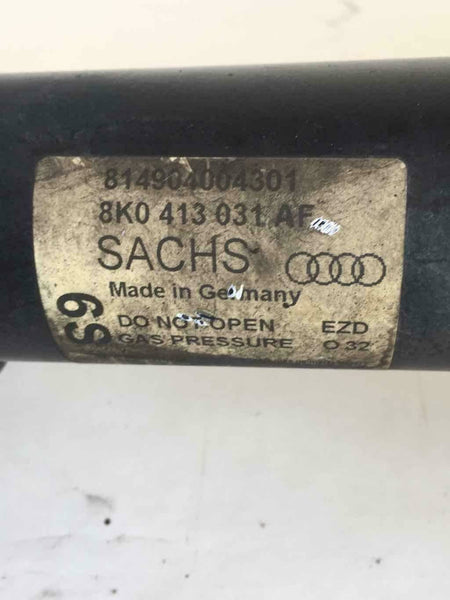 814904004301
8K0 413 031 AF
SACHS
Made in Germany
DO NOT OPEN EZD
GAS PRESSURE O 32
S9